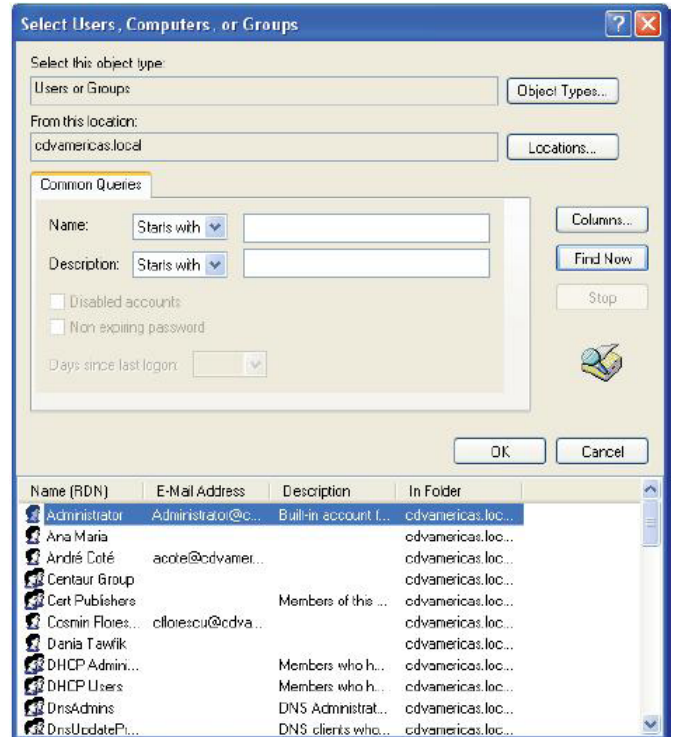 Select Users, Computers, or Groups
Select this object type:
Users or Groups
Object Types...
From this location:
cdvamericas.local
Locations...
Common Queries
Name: Starts with
Description: Starts with
Disabled accounts
Non expiring password
Days since last logon:
Columns...
Find Now
Stop
OK Cancel
Name (RDN) E-Mail Address Description In Folder
Administrator Administrator@c... Built-in account f... cdvamericas.loc...
Ana Maria cdvamericas.loc...
André Coté acote@cdvamer... cdvamericas.loc...
Centaur Group cdvamericas.loc...
Cert Publishers Members of this ... cdvamericas.loc...
Cosmin Flores... cflorescu@cdva... cdvamericas.loc...
Dania Tawfik cdvamericas.loc...
DHCP Admini... Members who h... cdvamericas.loc...
DHCP Users Members who h... cdvamericas.loc...
DnsAdmins DNS Administrat... cdvamericas.loc...
DnsUpdatePr... DNS clients who... cdvamericas.loc...